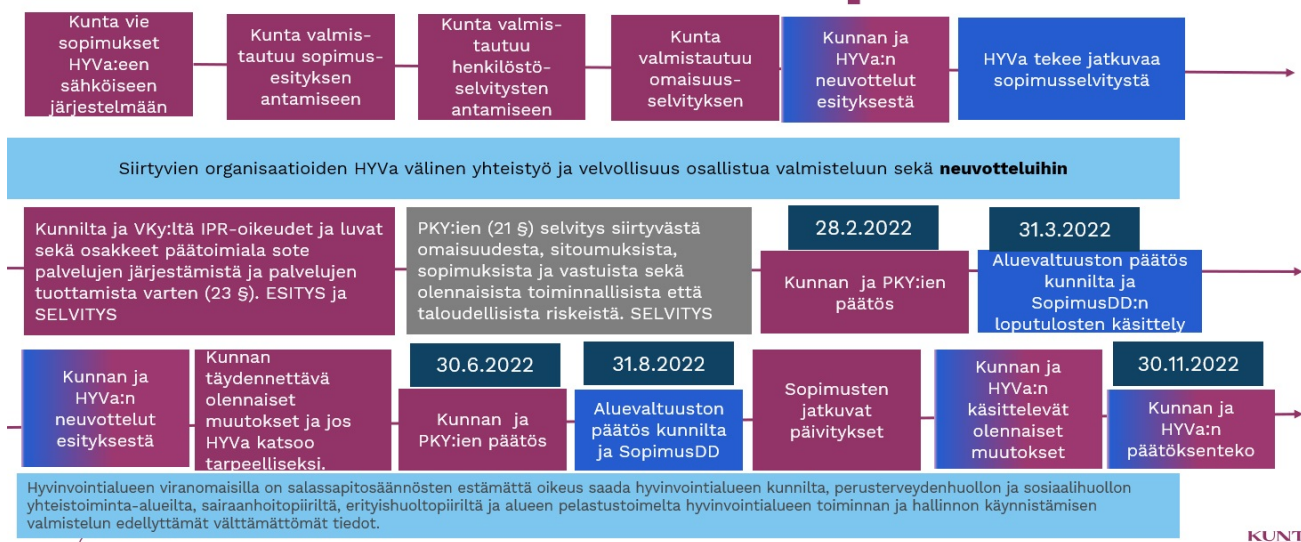 Kunta vie
sopimukset
HYVa:een
sähköiseen
järjestelmään
Kunta valmis-
tautuu sopimus-
esityksen
antamiseen
Kunta valmis-
tautuu
henkilöstö-
selvitysten
antamiseen
Kunta
valmistautuu
omaisuus-
selvityksen
Kunnan ja
HYVa:n
neuvottelut
esityksestä
HYVa tekee jatkuvaa
sopimusselvitystä
Siirtyvien organisaatioiden HYVa välinen yhteistyö ja velvollisuus osallistua valmisteluun sekä neuvotteluihin
Kunnilta ja VKy:ltä IPR-oikeudet ja luvat
sekä osakkeet päätoimiala sote
palvelujen järjestämistä ja palvelujen
tuottamista varten (23 §). ESITYS ja
SELVITYS
PKY:ien (21 §) selvitys siirtyvästä
omaisuudesta, sitoumuksista,
sopimuksista ja vastuista sekä
olennaisista toiminnallisista että
taloudellisista riskeistä. SELVITYS
28.2.2022
Kunnan ja PKY:ien
päätös
31.3.2022
Aluevaltuuston päätös
kunnilta ja
SopimusDD:n
loputulosten käsittely
Kunnan ja
HYVa:n
neuvottelut
esityksestä
Kunnan
täydennettävä
olennaiset
muutokset ja jos
HYVa katsoo
tarpeelliseksi.
30.6.2022
Kunnan ja
PKY:ien päätös
31.8.2022
Aluevaltuuston
päätös kunnilta
ja SopimusDD
Sopimusten
jatkuvat
päivitykset
Kunnan ja
HYVa:n
käsittelevät
olennaiset
muutokset
30.11.2022
Kunnan ja
HYVa:n
päätöksenteko
Hyvinvointialueen viranomaisilla on salassapitosäännösten estämättä oikeus saada hyvinvointialueen kunnilta, perusterveydenhuollon ja sosiaalihuollon
yhteistoiminta-alueilta, sairaanhoitopiiriltä, erityishuoltopiiriltä ja alueen pelastustoimelta hyvinvointialueen toiminnan ja hallinnon käynnistämisen
valmistelun edellyttämät välttämättömät tiedot.
KUNT